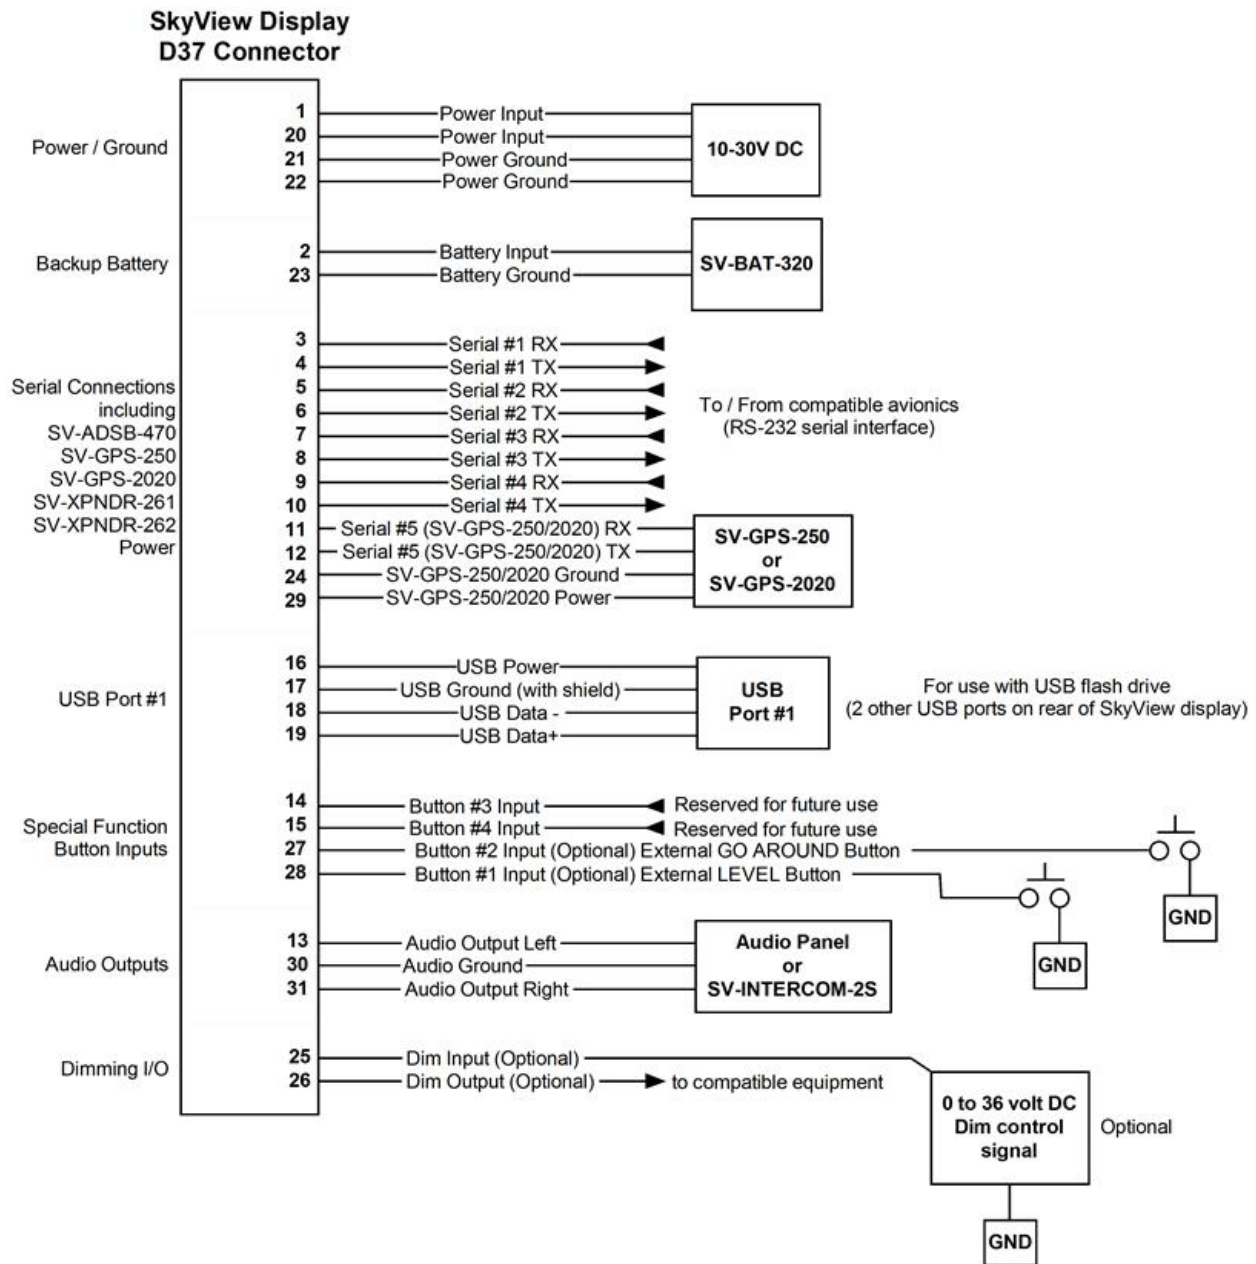 SkyView Display
D37 Connector
Power / Ground
1 Power Input
20 Power Input
21 Power Ground
22 Power Ground
10-30V DC
Backup Battery
2 Battery Input
23 Battery Ground
SV-BAT-320
Serial Connections
including
SV-ADSB-470
SV-GPS-250
SV-GPS-2020
SV-XPNDR-261
SV-XPNDR-262
Power
3 Serial #1 RX
4 Serial #1 TX
5 Serial #2 RX
6 Serial #2 TX
7 Serial #3 RX
8 Serial #3 TX
9 Serial #4 RX
10 Serial #4 TX
To / From compatible avionics
(RS-232 serial interface)
11 Serial #5 (SV-GPS-250/2020) RX
12 Serial #5 (SV-GPS-250/2020) TX
24 SV-GPS-250/2020 Ground
29 SV-GPS-250/2020 Power
SV-GPS-250
or
SV-GPS-2020
USB Port #1
16 USB Power
17 USB Ground (with shield)
18 USB Data -
19 USB Data+
USB
Port #1
For use with USB flash drive
(2 other USB ports on rear of SkyView display)
Special Function
Button Inputs
14 Button #3 Input Reserved for future use
15 Button #4 Input Reserved for future use
27 Button #2 Input (Optional) External GO AROUND Button
28 Button #1 Input (Optional) External LEVEL Button
GND
GND
Audio Outputs
13 Audio Output Left
30 Audio Ground
31 Audio Output Right
Audio Panel
or
SV-INTERCOM-2S
Dimming I/O
25 Dim Input (Optional)
26 Dim Output (Optional) to compatible equipment
0 to 36 volt DC
Dim control
signal
Optional
GND